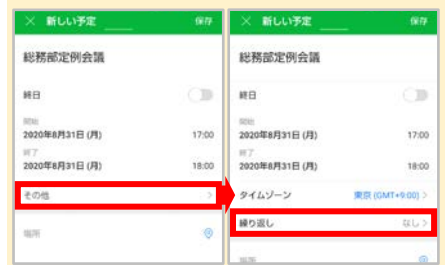 × 新しい予定 保存
総務部定例会議
終日
開始
2020年8月31日 (月) 17:00
終了
2020年8月31日 (月) 18:00
その他 >
場所
× 新しい予定 保存
総務部定例会議
終日
開始
2020年8月31日 (月) 17:00
終了
2020年8月31日 (月) 18:00
タイムゾーン 東京 (GMT+9:00) >
繰り返し なし >
場所